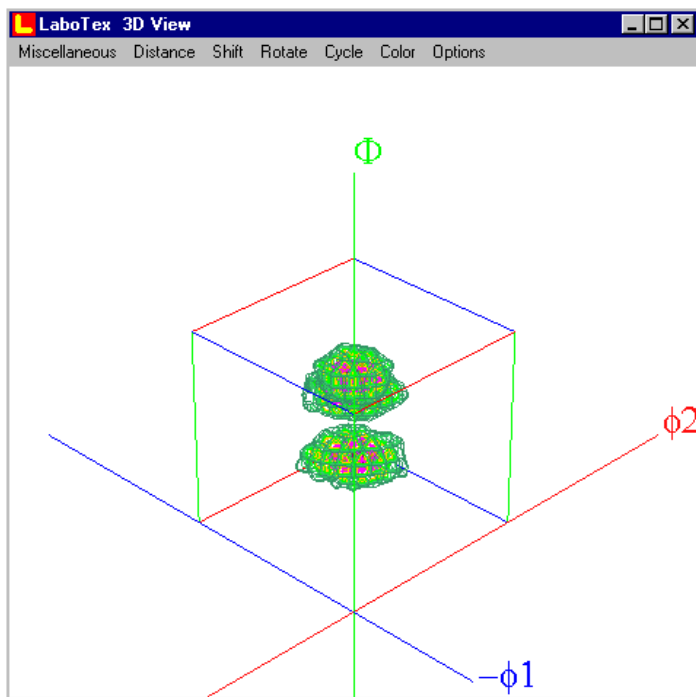 LaboTex 3D View
Miscellaneous Distance Shift Rotate Cycle Color Options
Φ
ϕ2
−ϕ1